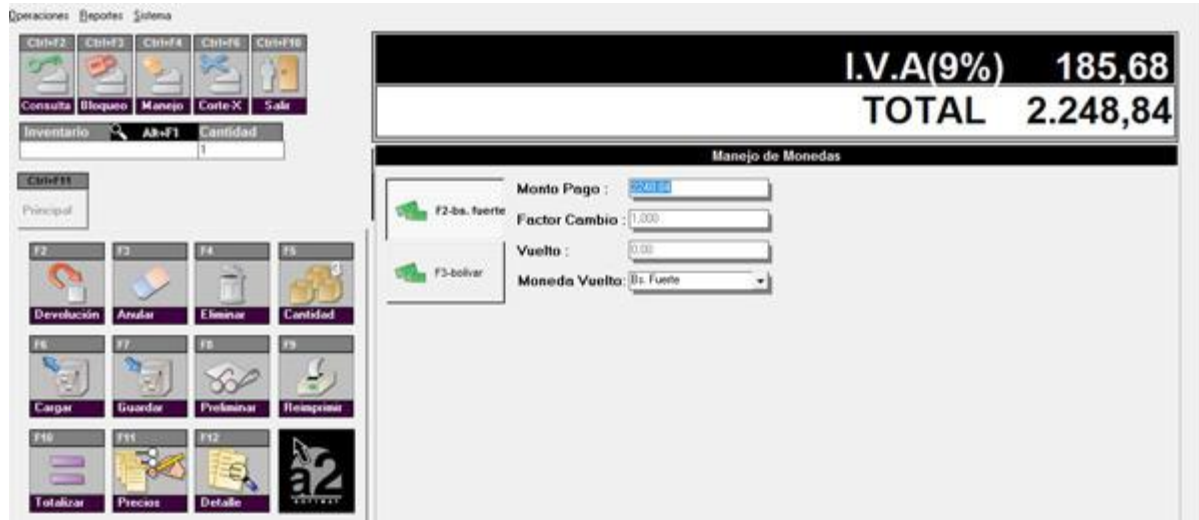 Operaciones Reportes Sistema
Ctrl+F2 Ctrl+F3 Ctrl+F4 Ctrl+F6 Ctrl+F10
Consulta Bloqueo Manejo Corte-X Salir
I.V.A(9%) 185,68
TOTAL 2.248,84
Inventario Alt+F1 Cantidad
1
Manejo de Monedas
Ctrl+F11
Principal
F2-bs. fuerte
F3-bolivar
Monto Pago : 2248,84
Factor Cambio : 1,000
Vuelto : 0,00
Moneda Vuelto: Bs. Fuerte
F2 F3 F4 F5
Devolución Anular Eliminar Cantidad
F6 F7 F8 F9
Cargar Guardar Preliminar Reimprimir
F10 F11 F12
Totalizar Precios Detalle
a2
softway